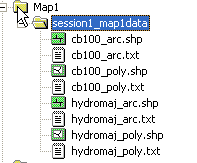 Map1
session1_map1data
cb100_arc.shp
cb100_arc.txt
cb100_poly.shp
cb100_poly.txt
hydromaj_arc.shp
hydromaj_arc.txt
hydromaj_poly.shp
hydromaj_poly.txt